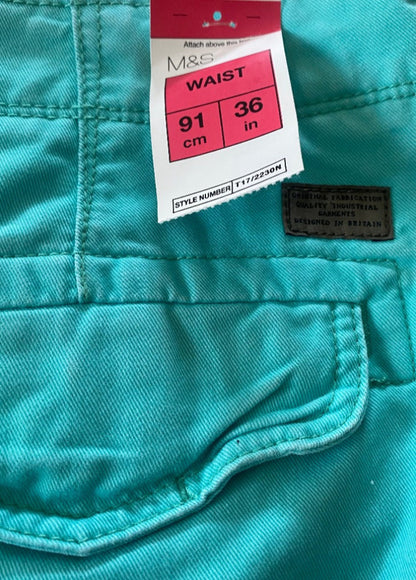 Attach above this line
M&S
WAIST
91 36
cm in
STYLE NUMBER T17/2230N
ORIGINAL FABRICATION
QUALITY INDUSTRIAL
GARMENTS
DESIGNED IN BRITAIN